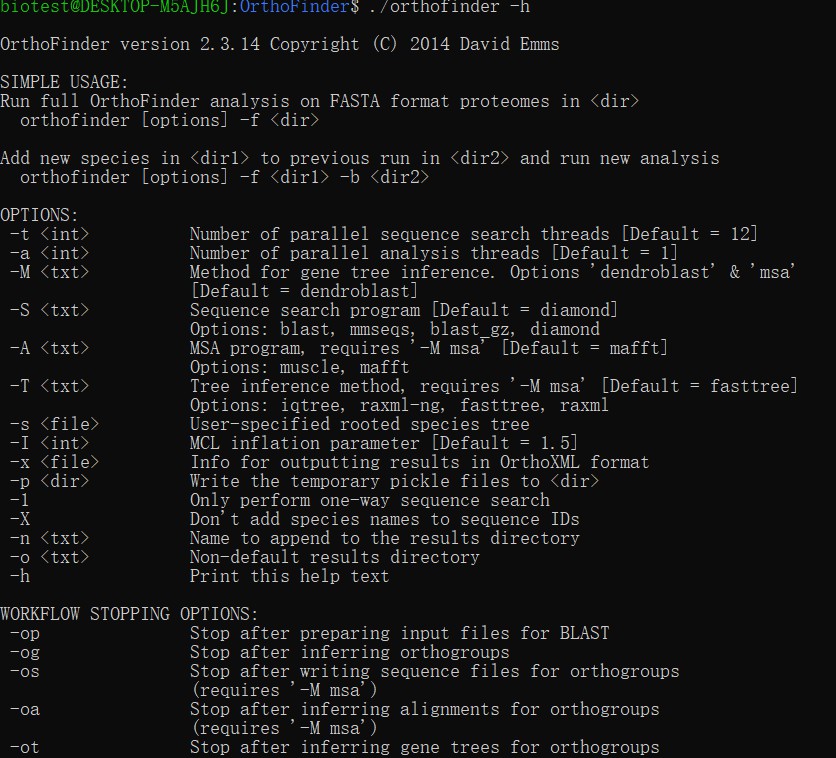 biotest@DESKTOP-M5AJH6J:OrthoFinder$ ./orthofinder -h
OrthoFinder version 2.3.14 Copyright (C) 2014 David Emms
SIMPLE USAGE:
Run full OrthoFinder analysis on FASTA format proteomes in <dir>
orthofinder [options] -f <dir>
Add new species in <dir1> to previous run in <dir2> and run new analysis
orthofinder [options] -f <dir1> -b <dir2>
OPTIONS:
-t <int> Number of parallel sequence search threads [Default = 12]
-a <int> Number of parallel analysis threads [Default = 1]
-M <txt> Method for gene tree inference. Options 'dendroblast' & 'msa'
[Default = dendroblast]
-S <txt> Sequence search program [Default = diamond]
Options: blast, mmseqs, blast_gz, diamond
-A <txt> MSA program, requires '-M msa' [Default = mafft]
Options: muscle, mafft
-T <txt> Tree inference method, requires '-M msa' [Default = fasttree]
Options: iqtree, raxml-ng, fasttree, raxml
-s <file> User-specified rooted species tree
-I <int> MCL inflation parameter [Default = 1.5]
-x <file> Info for outputting results in OrthoXML format
-p <dir> Write the temporary pickle files to <dir>
-1 Only perform one-way sequence search
-X Don't add species names to sequence IDs
-n <txt> Name to append to the results directory
-o <txt> Non-default results directory
-h Print this help text
WORKFLOW STOPPING OPTIONS:
-op Stop after preparing input files for BLAST
-og Stop after inferring orthogroups
-os Stop after writing sequence files for orthogroups
(requires '-M msa')
-oa Stop after inferring alignments for orthogroups
(requires '-M msa')
-ot Stop after inferring gene trees for orthogroups